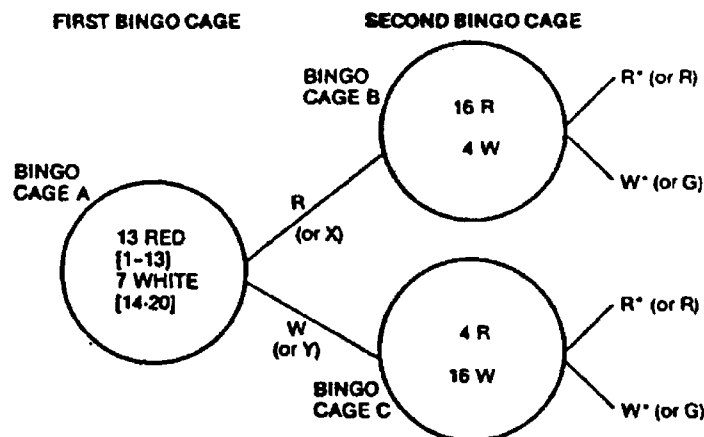 FIRST BINGO CAGE
SECOND BINGO CAGE
BINGO
CAGE B
16 R
4 W
R* (or R)
W* (or G)
BINGO
CAGE A
13 RED
[1-13]
7 WHITE
[14-20]
R
(or X)
W
(or Y)
BINGO
CAGE C
4 R
16 W
R* (or R)
W* (or G)